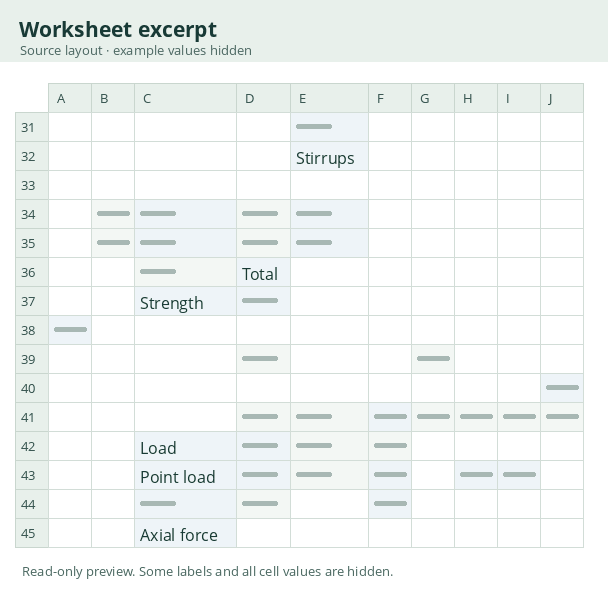 Worksheet excerpt
Source layout · example values hidden
A B C D E F G H I J
31
32 Stirrups
33
34
35
36 Total
37 Strength
38
39
40
41
42 Load
43 Point load
44
45 Axial force
Read-only preview. Some labels and all cell values are hidden.